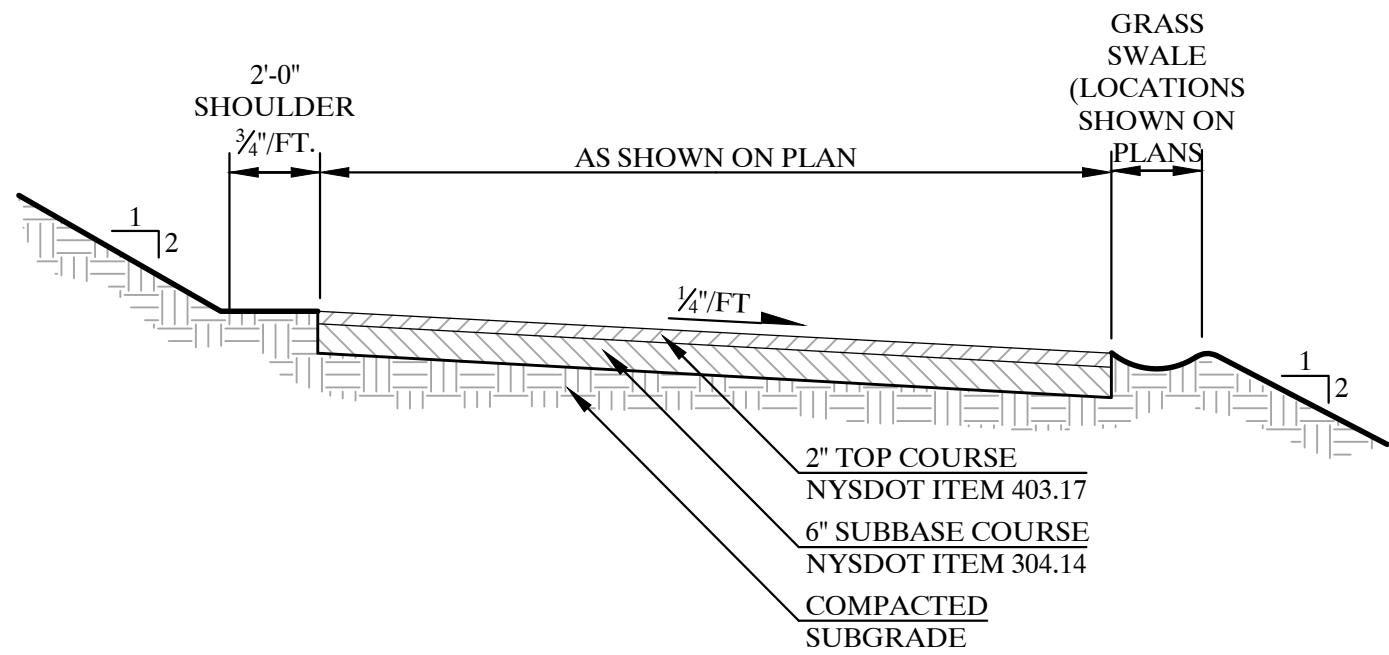 2'-0"
SHOULDER
¾"/FT.
AS SHOWN ON PLAN
GRASS
SWALE
(LOCATIONS
SHOWN ON
PLANS
1
2
¼"/FT
1
2
2" TOP COURSE
NYSDOT ITEM 403.17
6" SUBBASE COURSE
NYSDOT ITEM 304.14
COMPACTED
SUBGRADE